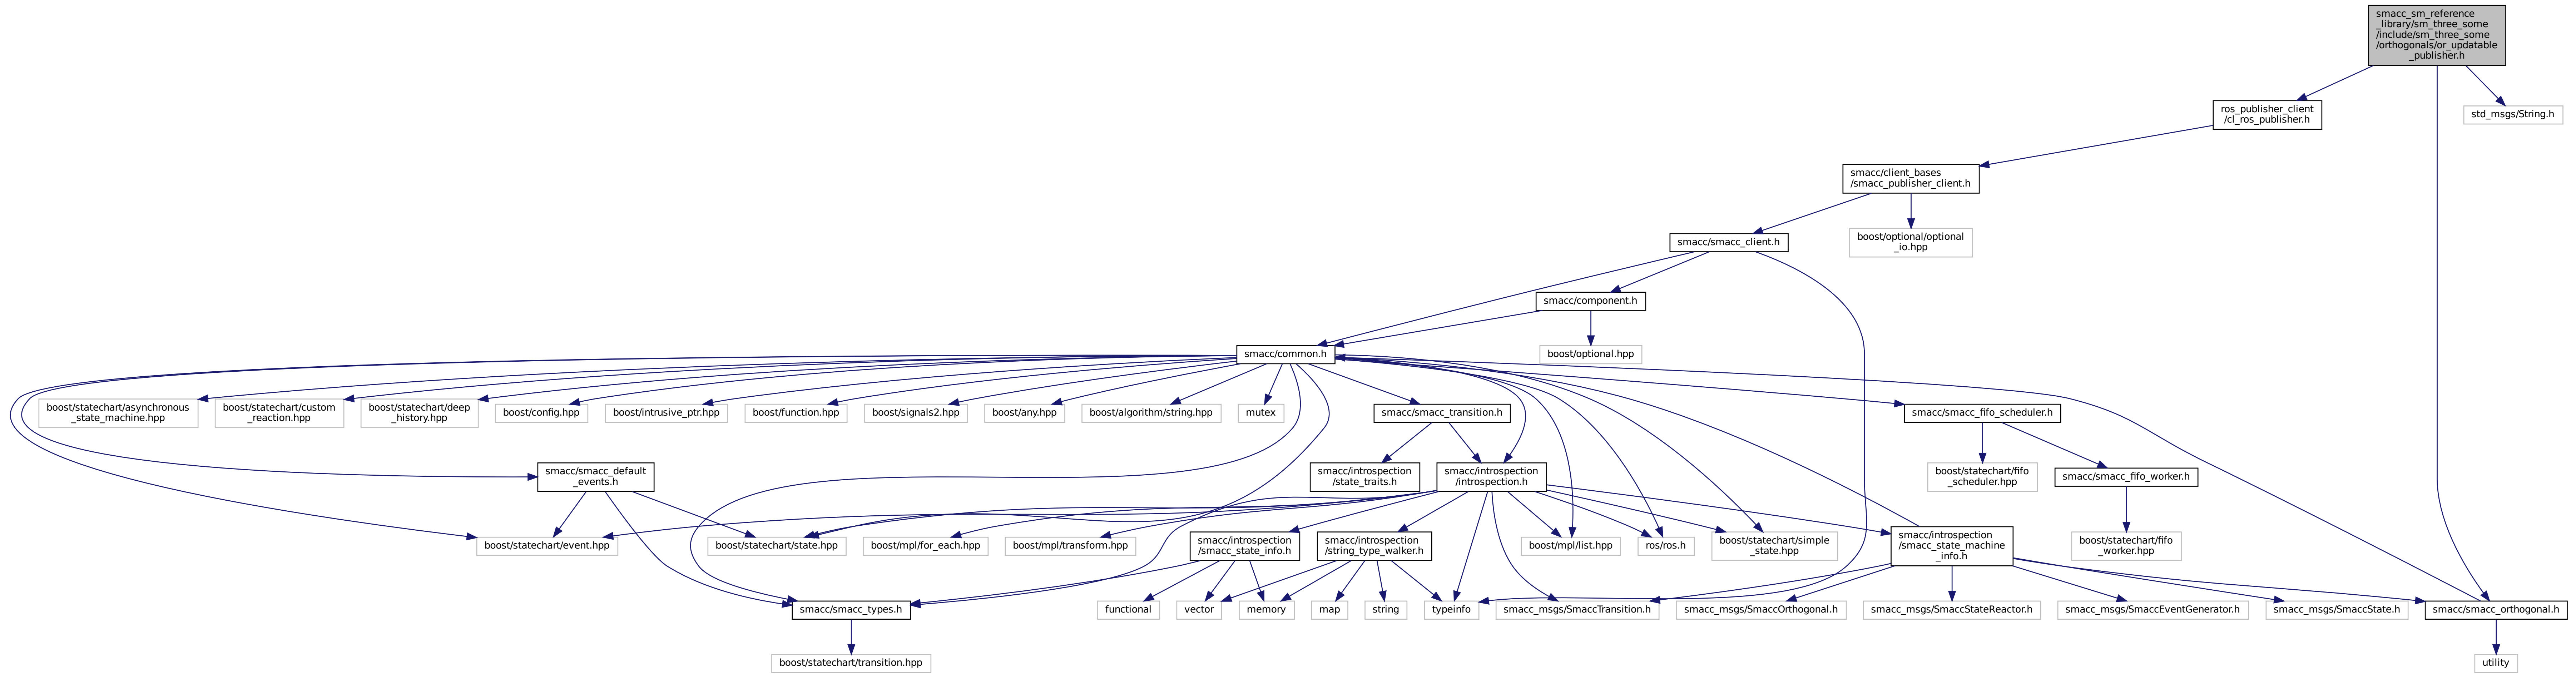 smacc_sm_reference
_library/sm_three_some
/include/sm_three_some
/orthogonals/or_updatable
_publisher.h
ros_publisher_client
/cl_ros_publisher.h
std_msgs/String.h
smacc/client_bases
/smacc_publisher_client.h
smacc/smacc_client.h
boost/optional/optional
_io.hpp
smacc/component.h
smacc/common.h
boost/optional.hpp
boost/statechart/asynchronous
_state_machine.hpp
boost/statechart/custom
_reaction.hpp
boost/statechart/deep
_history.hpp
boost/config.hpp
boost/intrusive_ptr.hpp
boost/function.hpp
boost/signals2.hpp
boost/any.hpp
boost/algorithm/string.hpp
mutex
smacc/smacc_transition.h
smacc/smacc_fifo_scheduler.h
smacc/smacc_default
_events.h
smacc/introspection
/state_traits.h
smacc/introspection
/introspection.h
boost/statechart/fifo
_scheduler.hpp
smacc/smacc_fifo_worker.h
boost/statechart/event.hpp
boost/statechart/state.hpp
boost/mpl/for_each.hpp
boost/mpl/transform.hpp
smacc/introspection
/smacc_state_info.h
smacc/introspection
/string_type_walker.h
boost/mpl/list.hpp
ros/ros.h
boost/statechart/simple
_state.hpp
smacc/introspection
/smacc_state_machine
_info.h
boost/statechart/fifo
_worker.hpp
smacc/smacc_types.h
functional
vector
memory
map
string
typeinfo
smacc_msgs/SmaccTransition.h
smacc_msgs/SmaccOrthogonal.h
smacc_msgs/SmaccStateReactor.h
smacc_msgs/SmaccEventGenerator.h
smacc_msgs/SmaccState.h
smacc/smacc_orthogonal.h
boost/statechart/transition.hpp
utility